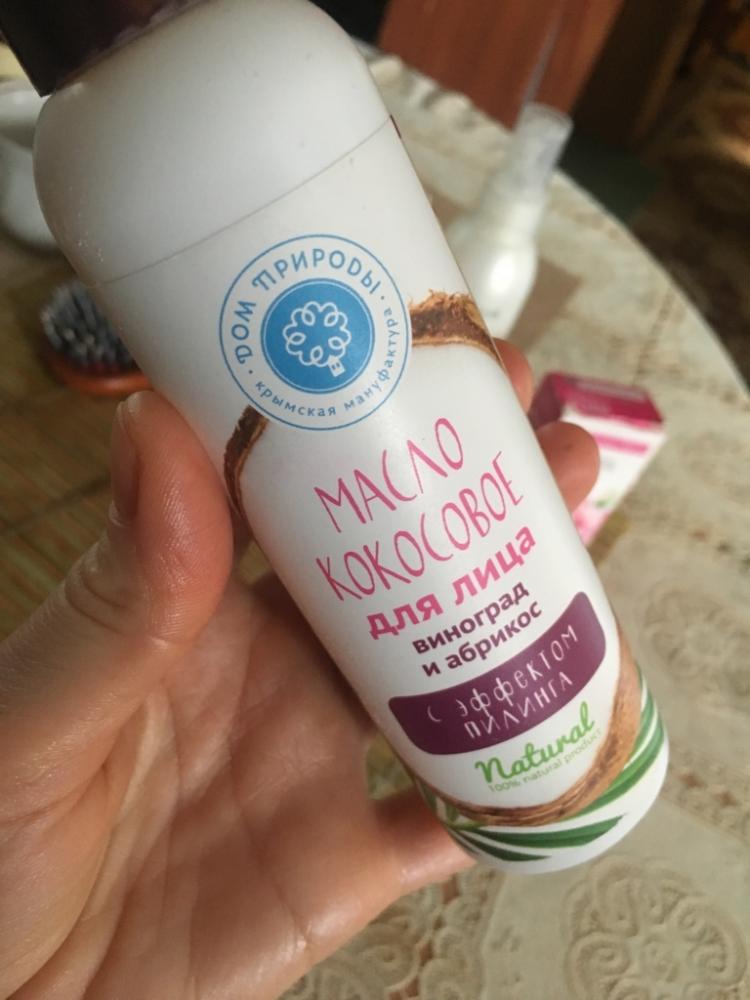 ДОМ ПРИРОДЫ
крымская мануфактура
МАСЛО
КОКОСОВОЕ
для лица
виноград
и абрикос
С ЭФФЕКТОМ
ПИЛИНГА
Natural
100% natural product